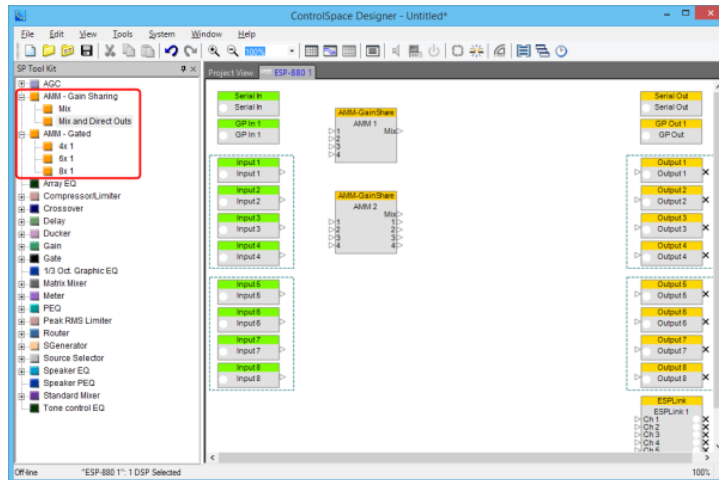 ControlSpace Designer - Untitled*
File Edit View Tools System Window Help
100%
SP Tool Kit
Project View ESP-880 1
AGC
AMM - Gain Sharing
Mix
Mix and Direct Outs
AMM - Gated
4x 1
6x 1
8x 1
Array EQ
Compressor/Limiter
Crossover
Delay
Ducker
Gain
Gate
1/3 Oct. Graphic EQ
Matrix Mixer
Meter
PEQ
Peak RMS Limiter
Router
SGenerator
Source Selector
Speaker EQ
Speaker PEQ
Standard Mixer
Tone control EQ
Serial In
Serial In
GP In 1
GP In 1
Input 1
Input 1
Input 2
Input 2
Input 3
Input 3
Input 4
Input 4
Input 5
Input 5
Input 6
Input 6
Input 7
Input 7
Input 8
Input 8
AMM-GainShare
AMM 1
1 Mix
2
3
4
AMM-GainShare
AMM 2
Mix
1 1
2 2
3 3
4 4
Serial Out
Serial Out
GP Out 1
GP Out
Output 1
Output 1
Output 2
Output 2
Output 3
Output 3
Output 4
Output 4
Output 5
Output 5
Output 6
Output 6
Output 7
Output 7
Output 8
Output 8
ESPLink
ESPLink 1
Ch 1
Ch 2
Ch 3
Ch 4
Ch 5
Off-line "ESP-880 1": 1 DSP Selected 100%